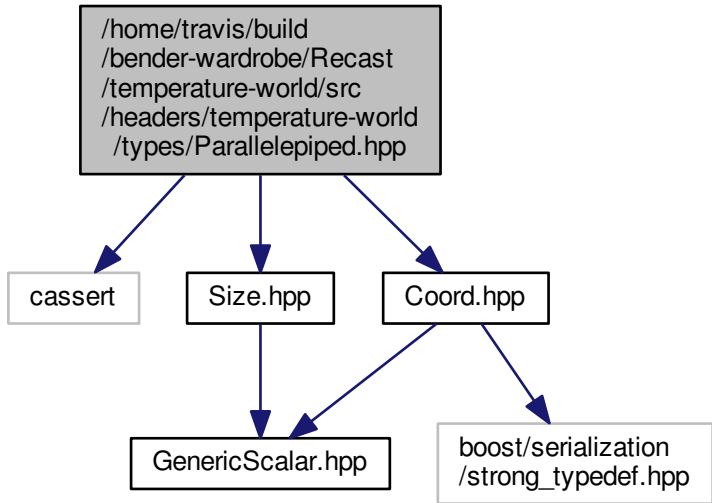 /home/travis/build
/bender-wardrobe/Recast
/temperature-world/src
/headers/temperature-world
/types/Parallelepiped.hpp
cassert
Size.hpp
Coord.hpp
GenericScalar.hpp
boost/serialization
/strong_typedef.hpp